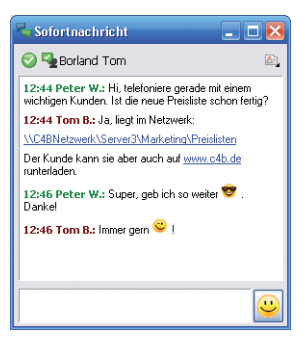 Sofortnachricht
Borland Tom
12:44 Peter W.: Hi, telefoniere gerade mit einem
wichtigen Kunden. Ist die neue Preisliste schon fertig?
12:44 Tom B.: Ja, liegt im Netzwerk:
\\C4BNetzwerk\Server3\Marketing\Preislisten
Der Kunde kann sie aber auch auf www.c4b.de
runterladen.
12:46 Peter W.: Super, geb ich so weiter 😎 .
Danke!
12:46 Tom B.: Immer gern 😉 !